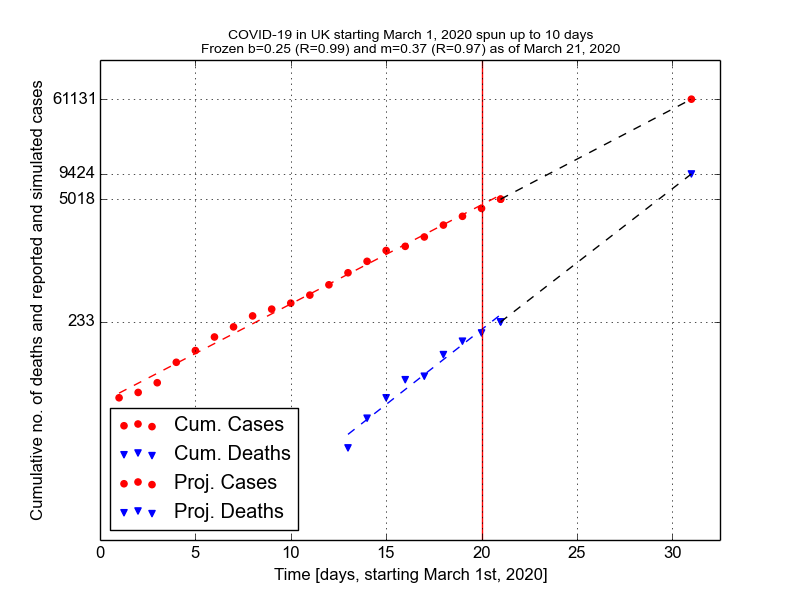 COVID-19 in UK starting March 1, 2020 spun up to 10 days
Frozen b=0.25 (R=0.99) and m=0.37 (R=0.97) as of March 21, 2020
Cumulative no. of deaths and reported and simulated cases
61131
9424
5018
233
Cum. Cases
Cum. Deaths
Proj. Cases
Proj. Deaths
0 5 10 15 20 25 30
Time [days, starting March 1st, 2020]